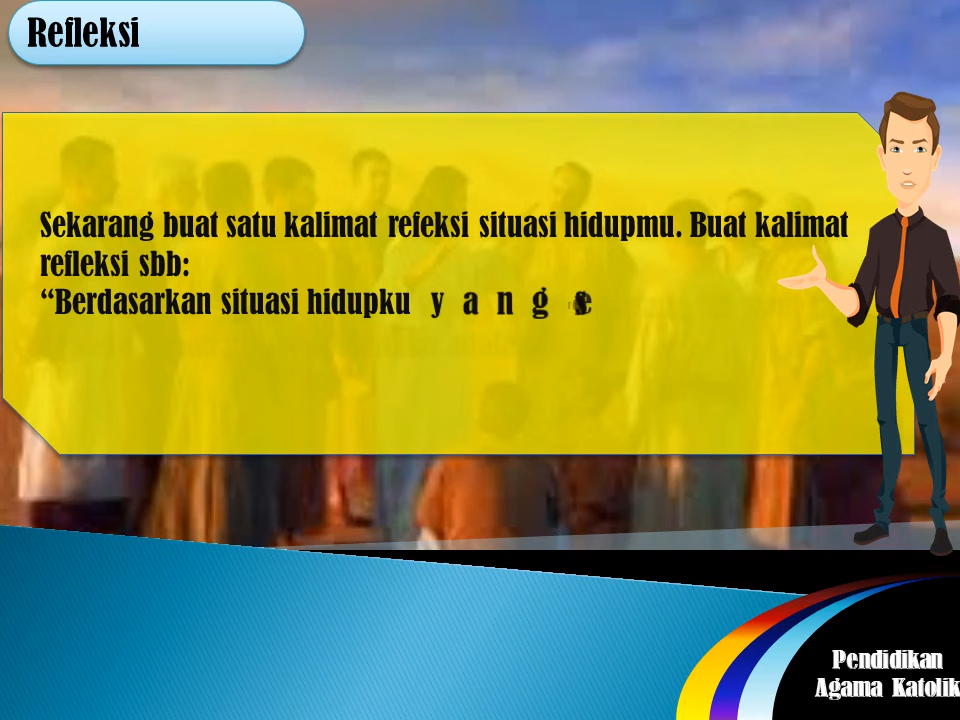 Refleksi
Sekarang buat satu kalimat refeksi situasi hidupmu. Buat kalimat
refleksi sbb:
“Berdasarkan situasi hidupku y a n g
Pendidikan
Agama Katolik